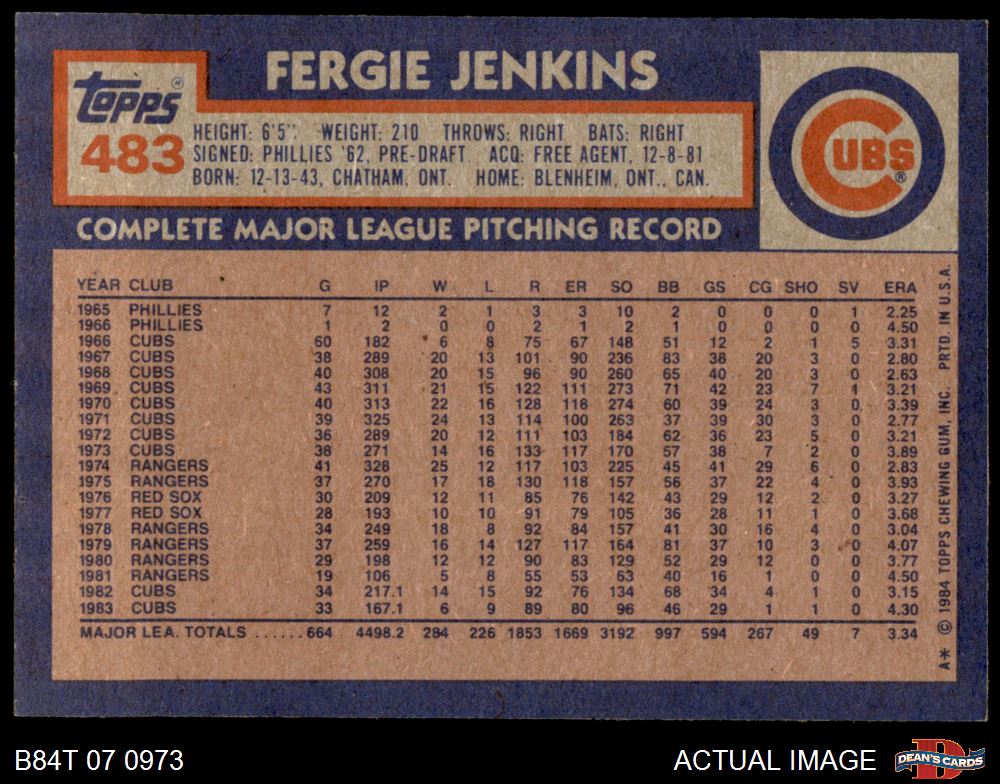 FERGIE JENKINS
Topps®
483
HEIGHT: 6'5". WEIGHT: 210 THROWS: RIGHT BATS: RIGHT
SIGNED: PHILLIES '62, PRE-DRAFT ACQ: FREE AGENT, 12-8-81
BORN: 12-13-43, CHATHAM, ONT. HOME: BLENHEIM, ONT., CAN.
CUBS®
COMPLETE MAJOR LEAGUE PITCHING RECORD
YEAR CLUB G IP W L R ER SO BB GS CG SHO SV ERA
1965 PHILLIES 7 12 2 1 3 3 10 2 0 0 0 1 2.25
1966 PHILLIES 1 2 0 0 2 1 2 1 0 0 0 0 4.50
1966 CUBS 60 182 6 8 75 67 148 51 12 2 1 5 3.31
1967 CUBS 38 289 20 13 101 90 236 83 38 20 3 0 2.80
1968 CUBS 40 308 20 15 96 90 260 65 40 20 3 0 2.63
1969 CUBS 43 311 21 15 122 111 273 71 42 23 7 1 3.21
1970 CUBS 40 313 22 16 128 118 274 60 39 24 3 0 3.39
1971 CUBS 39 325 24 13 114 100 263 37 39 30 3 0 2.77
1972 CUBS 36 289 20 12 111 103 184 62 36 23 5 0 3.21
1973 CUBS 38 271 14 16 133 117 170 57 38 7 2 0 3.89
1974 RANGERS 41 328 25 12 117 103 225 45 41 29 6 0 2.83
1975 RANGERS 37 270 17 18 130 118 157 56 37 22 4 0 3.93
1976 RED SOX 30 209 12 11 85 76 142 43 29 12 2 0 3.27
1977 RED SOX 28 193 10 10 91 79 105 36 28 11 1 0 3.68
1978 RANGERS 34 249 18 8 92 84 157 41 30 16 4 0 3.04
1979 RANGERS 37 259 16 14 127 117 164 81 37 10 3 0 4.07
1980 RANGERS 29 198 12 12 90 83 129 52 29 12 0 0 3.77
1981 RANGERS 19 106 5 8 55 53 63 40 16 1 0 0 4.50
1982 CUBS 34 217.1 14 15 92 76 134 68 34 4 1 0 3.15
1983 CUBS 33 167.1 6 9 89 80 96 46 29 1 1 0 4.30
MAJOR LEA. TOTALS ......664 4498.2 284 226 1853 1669 3192 997 594 267 49 7 3.34
A* © 1984 TOPPS CHEWING GUM, INC. PRTD. IN U.S.A.
B84T 07 0973
ACTUAL IMAGE
DEAN'S CARDS